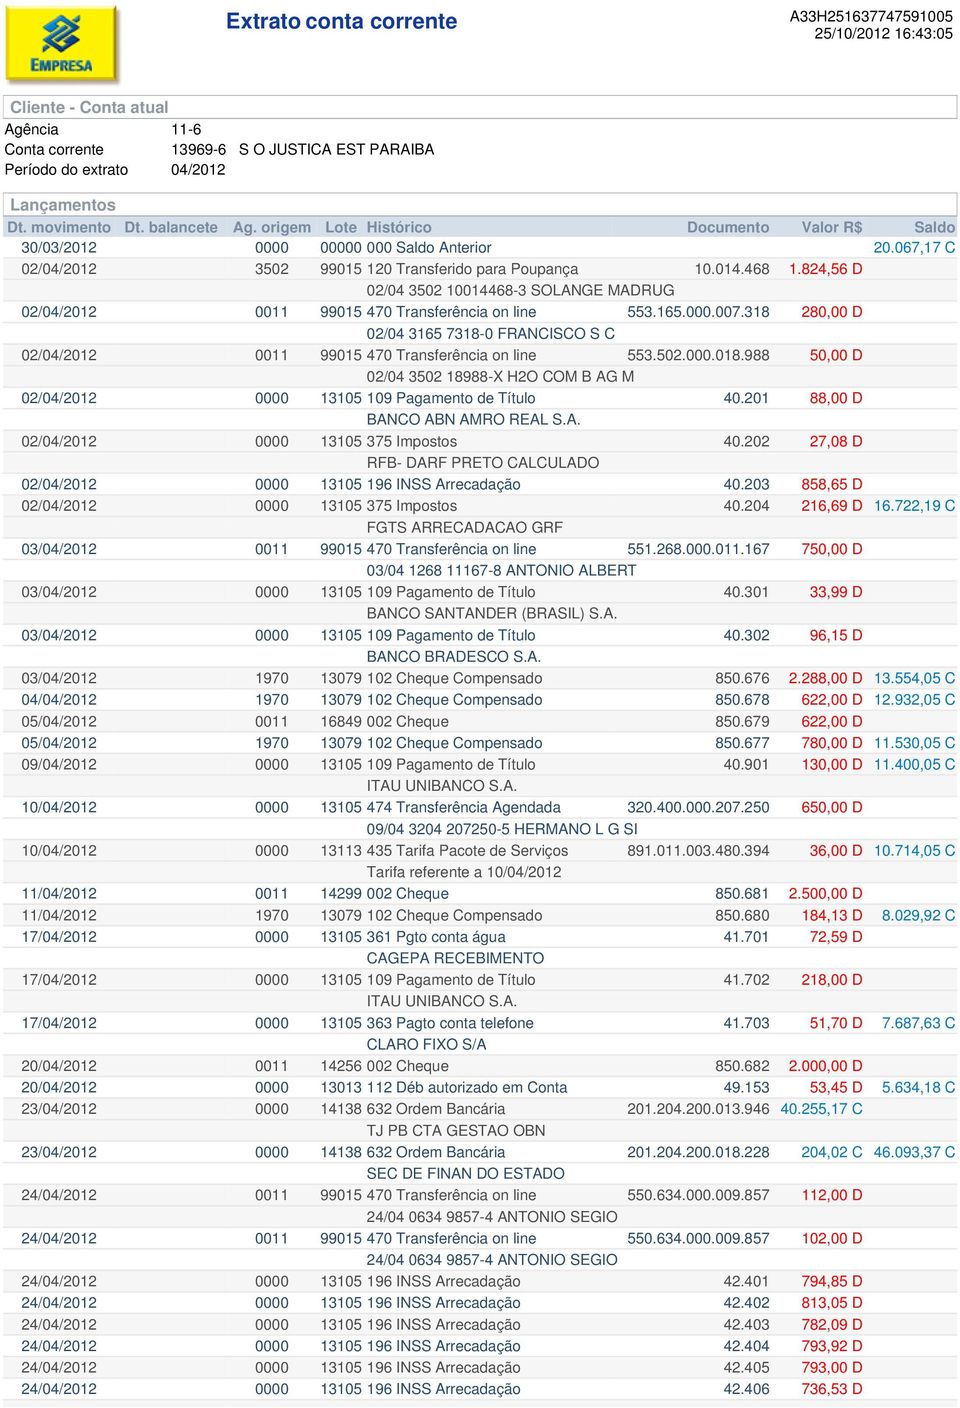 EMPRESA
Extrato conta corrente
A33H251637747591005
25/10/2012 16:43:05
Cliente - Conta atual
Agência 11-6
Conta corrente 13969-6 S O JUSTICA EST PARAIBA
Período do extrato 04/2012
Lançamentos
Dt. movimento Dt. balancete Ag. origem Lote Histórico Documento Valor R$ Saldo
30/03/2012 0000 00000 000 Saldo Anterior 20.067,17 C
02/04/2012 3502 99015 120 Transferido para Poupança 10.014.468 1.824,56 D
02/04 3502 10014468-3 SOLANGE MADRUG
02/04/2012 0011 99015 470 Transferência on line 553.165.000.007.318 280,00 D
02/04 3165 7318-0 FRANCISCO S C
02/04/2012 0011 99015 470 Transferência on line 553.502.000.018.988 50,00 D
02/04 3502 18988-X H2O COM B AG M
02/04/2012 0000 13105 109 Pagamento de Título 40.201 88,00 D
BANCO ABN AMRO REAL S.A.
02/04/2012 0000 13105 375 Impostos 40.202 27,08 D
RFB- DARF PRETO CALCULADO
02/04/2012 0000 13105 196 INSS Arrecadação 40.203 858,65 D
02/04/2012 0000 13105 375 Impostos 40.204 216,69 D 16.722,19 C
FGTS ARRECADACAO GRF
03/04/2012 0011 99015 470 Transferência on line 551.268.000.011.167 750,00 D
03/04 1268 11167-8 ANTONIO ALBERT
03/04/2012 0000 13105 109 Pagamento de Título 40.301 33,99 D
BANCO SANTANDER (BRASIL) S.A.
03/04/2012 0000 13105 109 Pagamento de Título 40.302 96,15 D
BANCO BRADESCO S.A.
03/04/2012 1970 13079 102 Cheque Compensado 850.676 2.288,00 D 13.554,05 C
04/04/2012 1970 13079 102 Cheque Compensado 850.678 622,00 D 12.932,05 C
05/04/2012 0011 16849 002 Cheque 850.679 622,00 D
05/04/2012 1970 13079 102 Cheque Compensado 850.677 780,00 D 11.530,05 C
09/04/2012 0000 13105 109 Pagamento de Título 40.901 130,00 D 11.400,05 C
ITAU UNIBANCO S.A.
10/04/2012 0000 13105 474 Transferência Agendada 320.400.000.207.250 650,00 D
09/04 3204 207250-5 HERMANO L G SI
10/04/2012 0000 13113 435 Tarifa Pacote de Serviços 891.011.003.480.394 36,00 D 10.714,05 C
Tarifa referente a 10/04/2012
11/04/2012 0011 14299 002 Cheque 850.681 2.500,00 D
11/04/2012 1970 13079 102 Cheque Compensado 850.680 184,13 D 8.029,92 C
17/04/2012 0000 13105 361 Pgto conta água 41.701 72,59 D
CAGEPA RECEBIMENTO
17/04/2012 0000 13105 109 Pagamento de Título 41.702 218,00 D
ITAU UNIBANCO S.A.
17/04/2012 0000 13105 363 Pagto conta telefone 41.703 51,70 D 7.687,63 C
CLARO FIXO S/A
20/04/2012 0011 14256 002 Cheque 850.682 2.000,00 D
20/04/2012 0000 13013 112 Déb autorizado em Conta 49.153 53,45 D 5.634,18 C
23/04/2012 0000 14138 632 Ordem Bancária 201.204.200.013.946 40.255,17 C
TJ PB CTA GESTAO OBN
23/04/2012 0000 14138 632 Ordem Bancária 201.204.200.018.228 204,02 C 46.093,37 C
SEC DE FINAN DO ESTADO
24/04/2012 0011 99015 470 Transferência on line 550.634.000.009.857 112,00 D
24/04 0634 9857-4 ANTONIO SEGIO
24/04/2012 0011 99015 470 Transferência on line 550.634.000.009.857 102,00 D
24/04 0634 9857-4 ANTONIO SEGIO
24/04/2012 0000 13105 196 INSS Arrecadação 42.401 794,85 D
24/04/2012 0000 13105 196 INSS Arrecadação 42.402 813,05 D
24/04/2012 0000 13105 196 INSS Arrecadação 42.403 782,09 D
24/04/2012 0000 13105 196 INSS Arrecadação 42.404 793,92 D
24/04/2012 0000 13105 196 INSS Arrecadação 42.405 793,00 D
24/04/2012 0000 13105 196 INSS Arrecadação 42.406 736,53 D